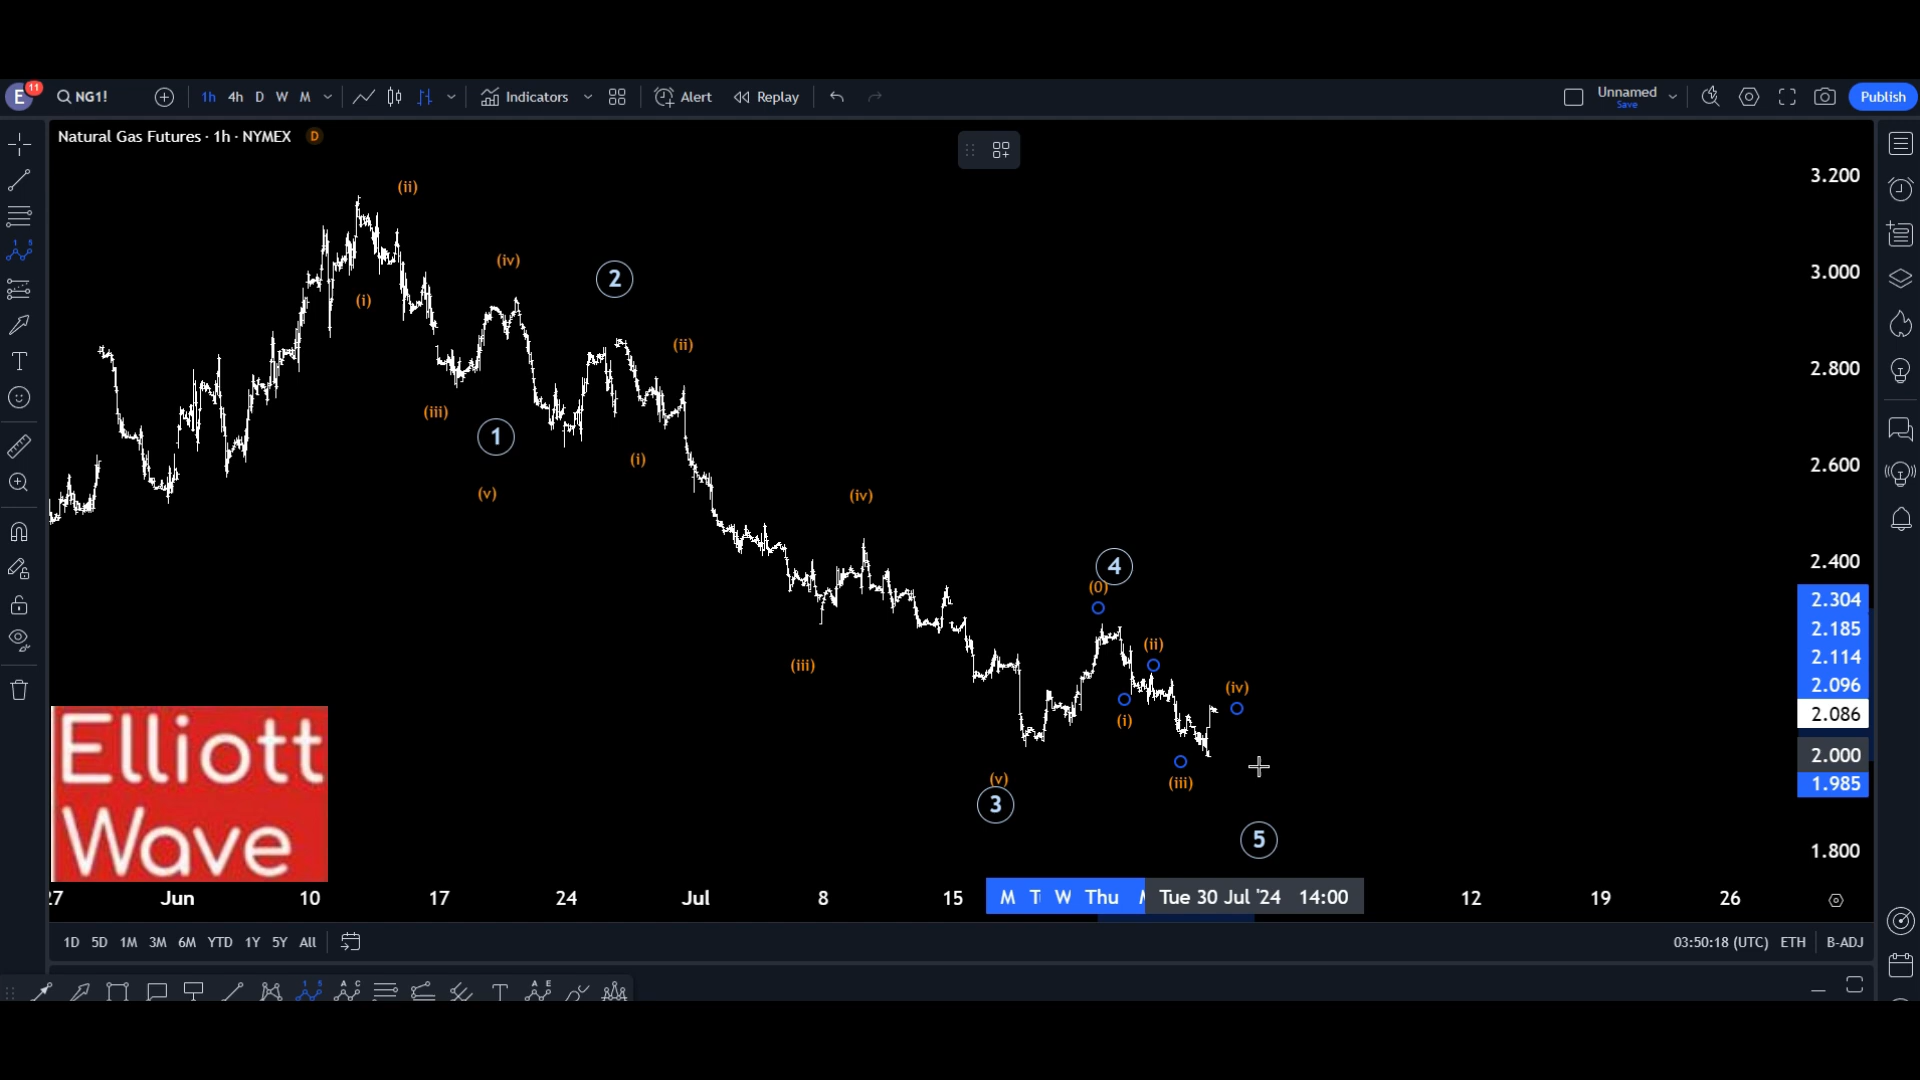 E 11 NG1! 1h 4h D W M Indicators Alert Replay Unnamed Save Publish
Natural Gas Futures · 1h · NYMEX D
3.200
(ii)
3.000
(iv)
2
(i)
(ii)
2.800
(iii)
1
(i)
2.600
(v)
(iv)
2.400
4
(0)
2.304
2.185
(ii)
2.114
(iii)
2.096
(iv)
(i)
2.086
2.000
(v)
(iii)
1.985
3
5
1.800
Elliott
Wave
27 Jun 10 17 24 Jul 8 15 M T W Thu Tue 30 Jul '24 14:00 12 19 26
1D 5D 1M 3M 6M YTD 1Y 5Y All 03:50:18 (UTC) ETH B-ADJ